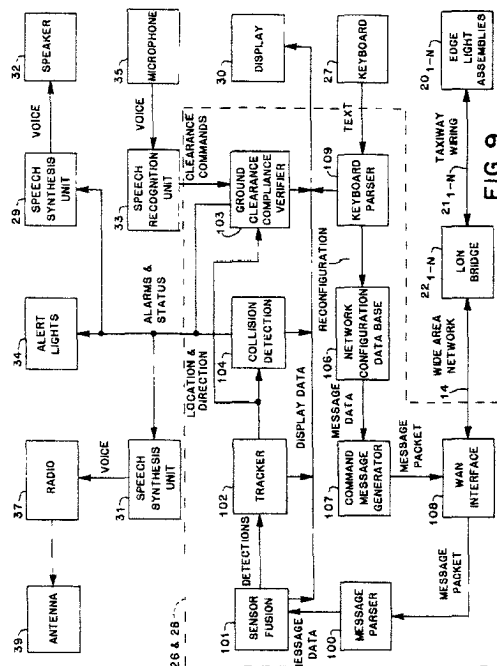 39
ANTENNA
37
RADIO
VOICE
31
SPEECH
SYNTHESIS
UNIT
34
ALERT
LIGHTS
29
SPEECH
SYNTHESIS
UNIT
VOICE
32
SPEAKER
ALARMS &
STATUS
33
SPEECH
RECOGNITION
UNIT
VOICE
35
MICROPHONE
CLEARANCE
COMMANDS
26 & 28
LOCATION &
DIRECTION
101
SENSOR
FUSION
DETECTIONS
102
TRACKER
104
COLLISION
DETECTION
103
GROUND
CLEARANCE
COMPLIANCE
VERIFIER
30
DISPLAY
DISPLAY DATA
MESSAGE
DATA
100
MESSAGE
PARSER
MESSAGE
PACKET
107
COMMAND
MESSAGE
GENERATOR
MESSAGE
DATA
106
NETWORK
CONFIGURATION
DATA BASE
RECONFIGURATION
109
KEYBOARD
PARSER
TEXT
27
KEYBOARD
MESSAGE PACKET
108
WAN
INTERFACE
14
WIDE AREA
NETWORK
22 1-N
LON
BRIDGE
21 1-N
TAXIWAY
WIRING
20 1-N
EDGE
LIGHT
ASSEMBLIES
FIG. 9